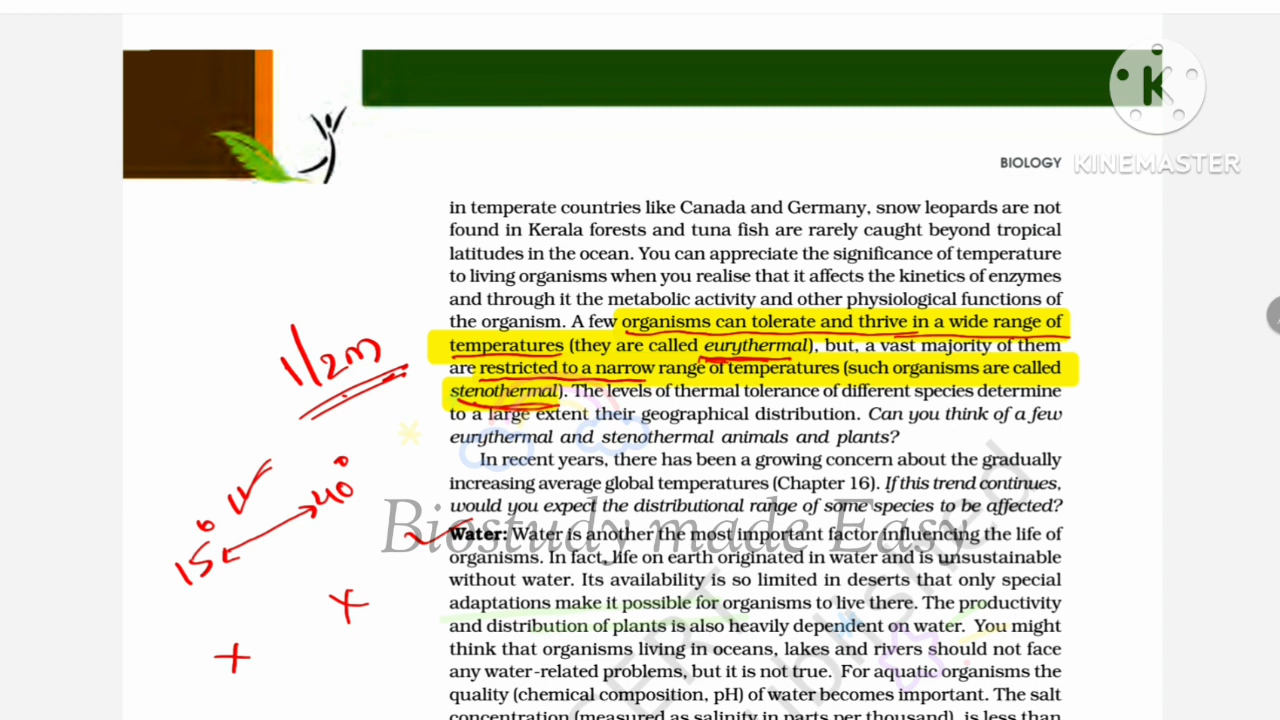 BIOLOGY
KINEMASTER
in temperate countries like Canada and Germany, snow leopards are not
found in Kerala forests and tuna fish are rarely caught beyond tropical
latitudes in the ocean. You can appreciate the significance of temperature
to living organisms when you realise that it affects the kinetics of enzymes
and through it the metabolic activity and other physiological functions of
the organism. A few organisms can tolerate and thrive in a wide range of
temperatures (they are called eurythermal), but, a vast majority of them
are restricted to a narrow range of temperatures (such organisms are called
stenothermal). The levels of thermal tolerance of different species determine
to a large extent their geographical distribution. Can you think of a few
eurythermal and stenothermal animals and plants?
In recent years, there has been a growing concern about the gradually
increasing average global temperatures (Chapter 16). If this trend continues,
would you expect the distributional range of some species to be affected?
Water: Water is another the most important factor influencing the life of
organisms. In fact, life on earth originated in water and is unsustainable
without water. Its availability is so limited in deserts that only special
adaptations make it possible for organisms to live there. The productivity
and distribution of plants is also heavily dependent on water. You might
think that organisms living in oceans, lakes and rivers should not face
any water-related problems, but it is not true. For aquatic organisms the
quality (chemical composition, pH) of water becomes important. The salt
concentration (measured as salinity in parts per thousand), is less than
1/2m
40°
15°
Biostudy made Easy